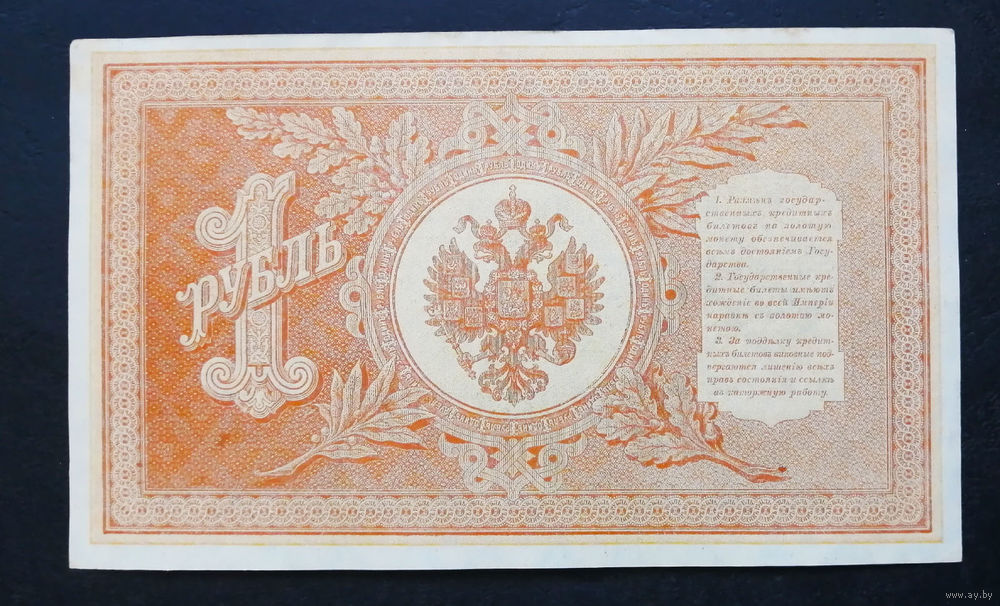 1
РУБЛЬ
1. Размѣнъ государ-
ственныхъ кредитныхъ
билетовъ на золотую
монету обезпечивается
всѣмъ достояніемъ Госу-
дарства.
2. Государственные кре-
дитные билеты имѣютъ
хожденіе во всей Имперіи
наравнѣ съ золотою мо-
нетою.
3. За поддѣлку кредит-
ныхъ билетовъ виновные под-
вергаются лишенію всѣхъ
правъ состоянія и ссылкѣ
въ каторжную работу.
www.ay.by